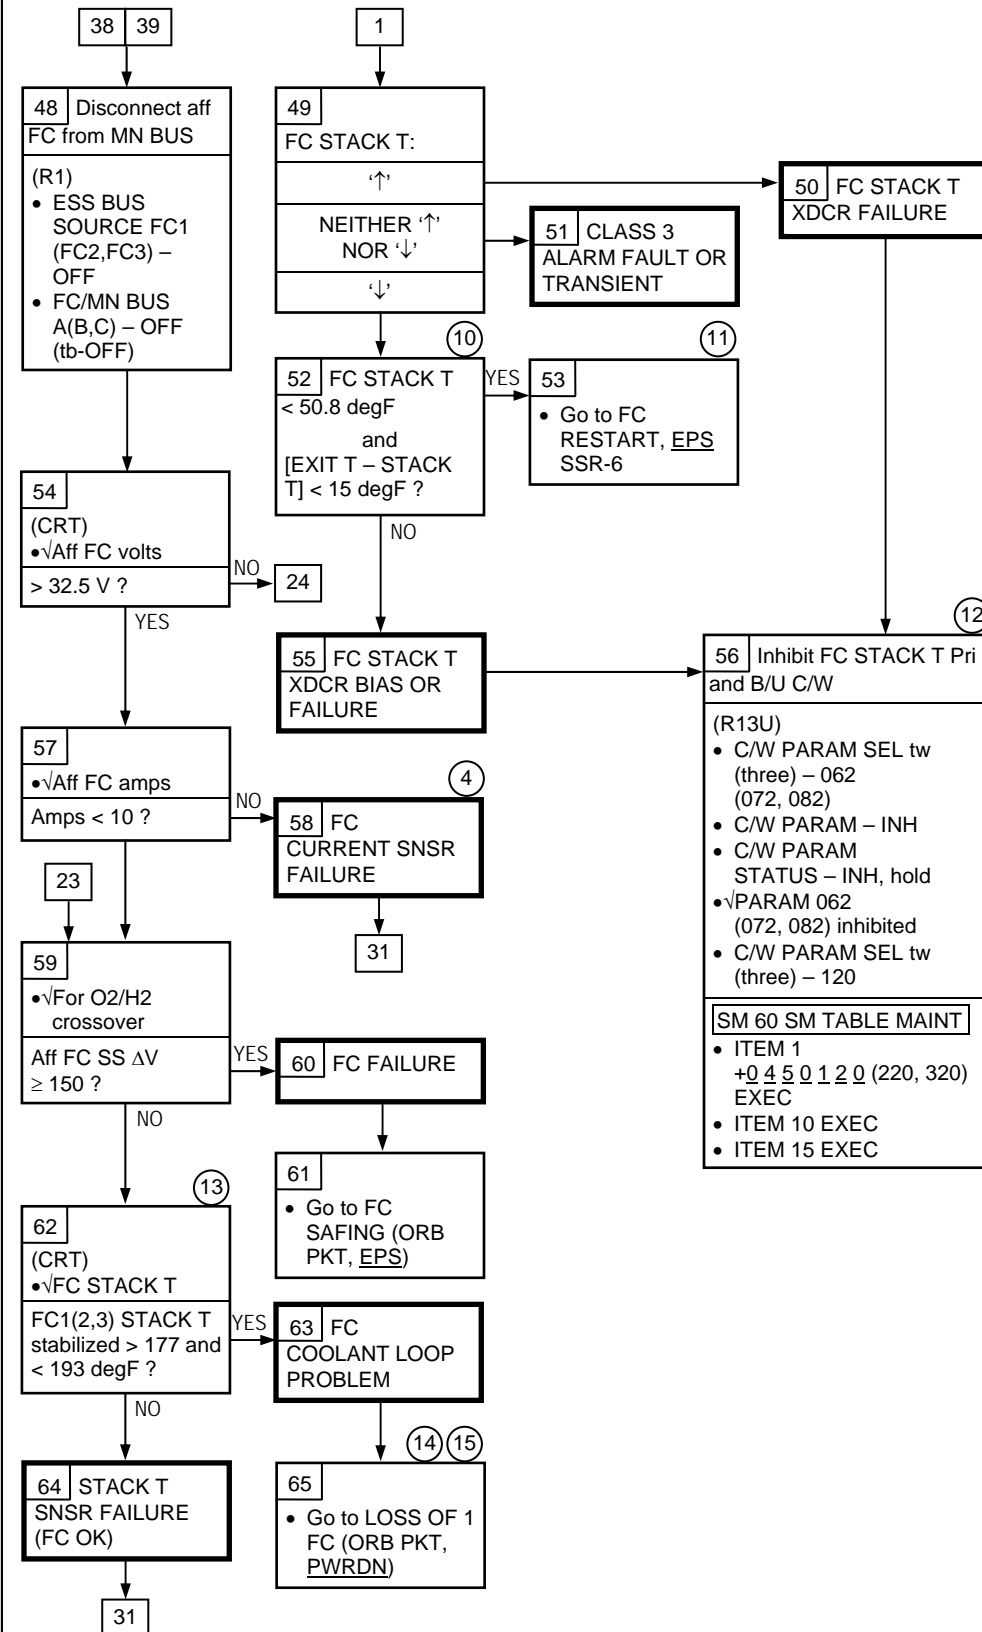 38 39
1
48 Disconnect aff
FC from MN BUS
(R1)
• ESS BUS
SOURCE FC1
(FC2,FC3) –
OFF
• FC/MN BUS
A(B,C) – OFF
(tb-OFF)
49
FC STACK T:
‘↑’
NEITHER ‘↑’
NOR ‘↓’
‘↓’
50 FC STACK T
XDCR FAILURE
51 CLASS 3
ALARM FAULT OR
TRANSIENT
10
52 FC STACK T
< 50.8 degF
and
[EXIT T – STACK
T] < 15 degF ?
YES
NO
11
53
• Go to FC
RESTART, EPS
SSR-6
54
(CRT)
•√Aff FC volts
> 32.5 V ?
NO
24
YES
55 FC STACK T
XDCR BIAS OR
FAILURE
12
56 Inhibit FC STACK T Pri
and B/U C/W
(R13U)
• C/W PARAM SEL tw
(three) – 062
(072, 082)
• C/W PARAM – INH
• C/W PARAM
STATUS – INH, hold
•√PARAM 062
(072, 082) inhibited
• C/W PARAM SEL tw
(three) – 120
SM 60 SM TABLE MAINT
• ITEM 1
+0 4 5 0 1 2 0 (220, 320)
EXEC
• ITEM 10 EXEC
• ITEM 15 EXEC
57
•√Aff FC amps
Amps < 10 ?
NO
4
58 FC
CURRENT SNSR
FAILURE
31
23
59
•√For O2/H2
crossover
Aff FC SS ΔV
≥ 150 ?
YES
NO
60 FC FAILURE
61
• Go to FC
SAFING (ORB
PKT, EPS)
13
62
(CRT)
•√FC STACK T
FC1(2,3) STACK T
stabilized > 177 and
< 193 degF ?
YES
NO
63 FC
COOLANT LOOP
PROBLEM
14 15
64 STACK T
SNSR FAILURE
(FC OK)
65
• Go to LOSS OF 1
FC (ORB PKT,
PWRDN)
31